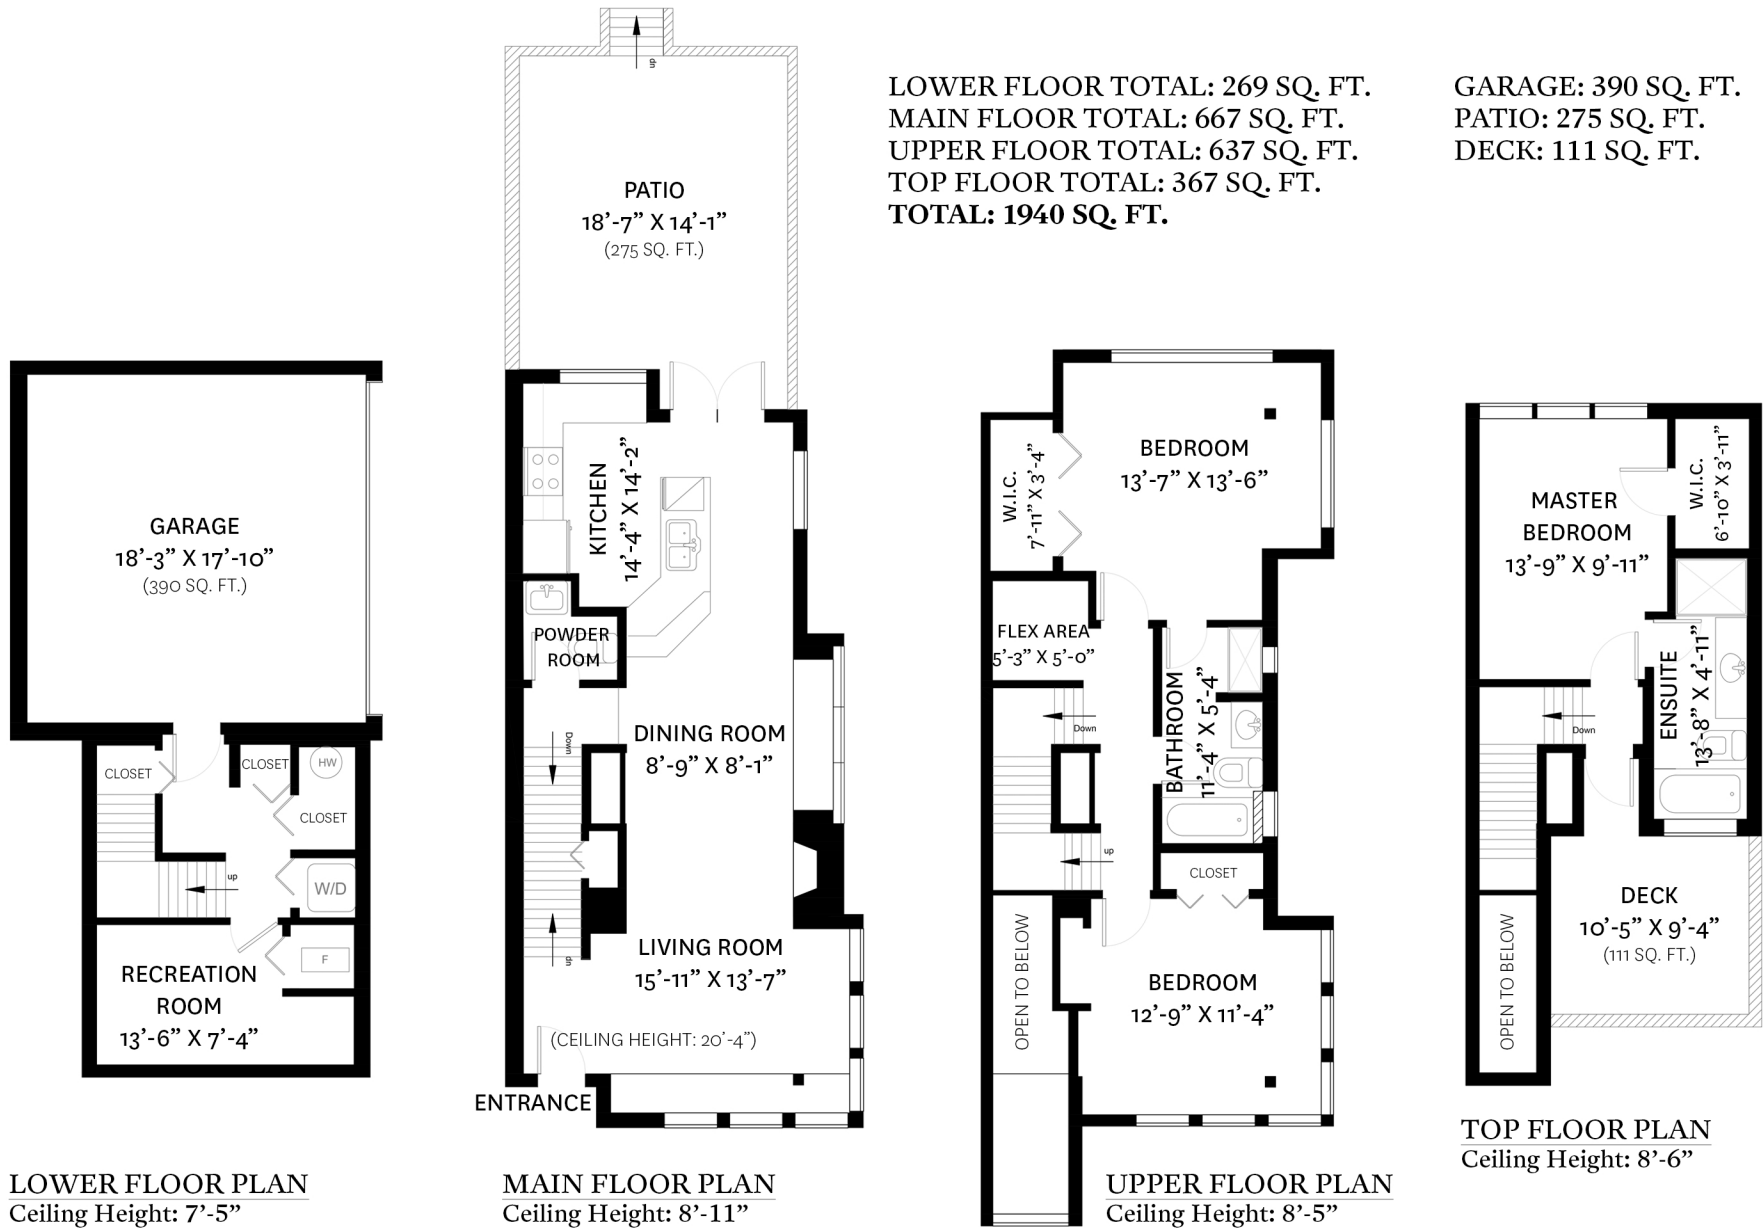 LOWER FLOOR TOTAL: 269 SQ. FT.
MAIN FLOOR TOTAL: 667 SQ. FT.
UPPER FLOOR TOTAL: 637 SQ. FT.
TOP FLOOR TOTAL: 367 SQ. FT.
TOTAL: 1940 SQ. FT.
GARAGE: 390 SQ. FT.
PATIO: 275 SQ. FT.
DECK: 111 SQ. FT.
GARAGE
18'-3" X 17'-10"
(390 SQ. FT.)
CLOSET
CLOSET
HW
CLOSET
up
W/D
RECREATION
ROOM
13'-6" X 7'-4"
F
LOWER FLOOR PLAN
Ceiling Height: 7'-5"
dn
PATIO
18'-7" X 14'-1"
(275 SQ. FT.)
KITCHEN
14'-4" X 14'-2"
POWDER
ROOM
DINING ROOM
8'-9" X 8'-1"
Down
up
LIVING ROOM
15'-11" X 13'-7"
(CEILING HEIGHT: 20'-4")
ENTRANCE
MAIN FLOOR PLAN
Ceiling Height: 8'-11"
BEDROOM
13'-7" X 13'-6"
W.I.C.
7'-11" X 3'-4"
FLEX AREA
5'-3" X 5'-0"
Down
BATHROOM
11'-4" X 5'-4"
up
CLOSET
OPEN TO BELOW
BEDROOM
12'-9" X 11'-4"
UPPER FLOOR PLAN
Ceiling Height: 8'-5"
MASTER
BEDROOM
13'-9" X 9'-11"
W.I.C.
6'-10" X 3'-11"
ENSUITE
13'-8" X 4'-11"
Down
DECK
10'-5" X 9'-4"
(111 SQ. FT.)
OPEN TO BELOW
TOP FLOOR PLAN
Ceiling Height: 8'-6"